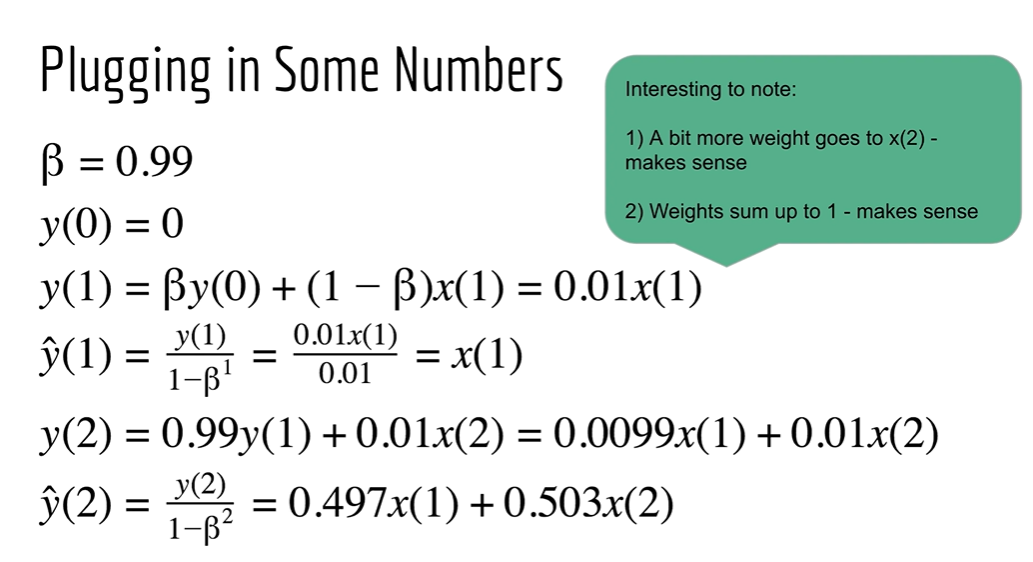 Plugging in Some Numbers
Interesting to note:
1) A bit more weight goes to x(2) -
makes sense
2) Weights sum up to 1 - makes sense
β = 0.99
y(0) = 0
y(1) = βy(0) + (1 − β)x(1) = 0.01x(1)
ŷ(1) = y(1)/1−β¹ = 0.01x(1)/0.01 = x(1)
y(2) = 0.99y(1) + 0.01x(2) = 0.0099x(1) + 0.01x(2)
ŷ(2) = y(2)/1−β² = 0.497x(1) + 0.503x(2)